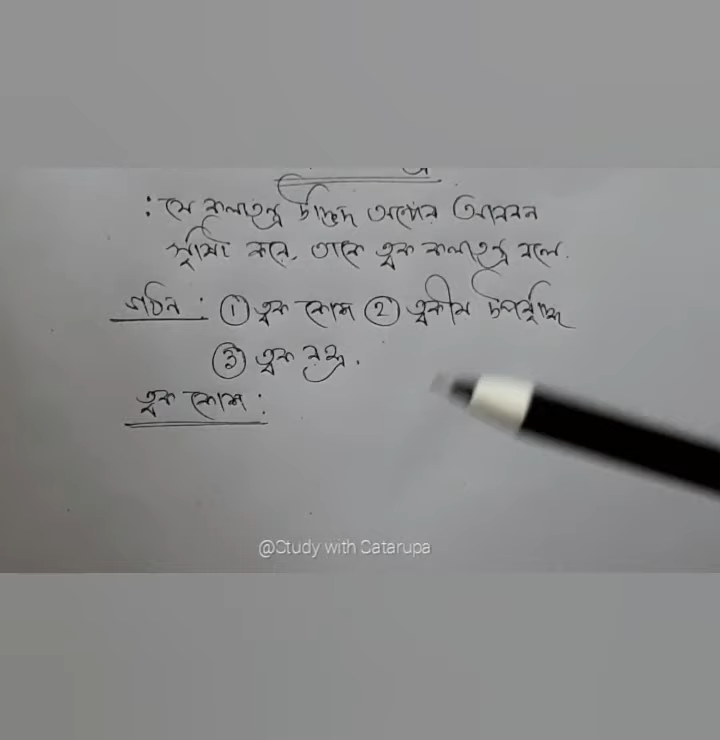 : যে কলাতন্ত্র উদ্ভিদ অঙ্গের আবরন
সৃষ্টি করে, তাকে ত্বক কলাতন্ত্র বলে.
গঠন : ① ত্বক কোশ ② ত্বকীয় উপবৃদ্ধি
③ ত্বক রন্ধ্র.
ত্বক কোশ :
@Study with Satarupa